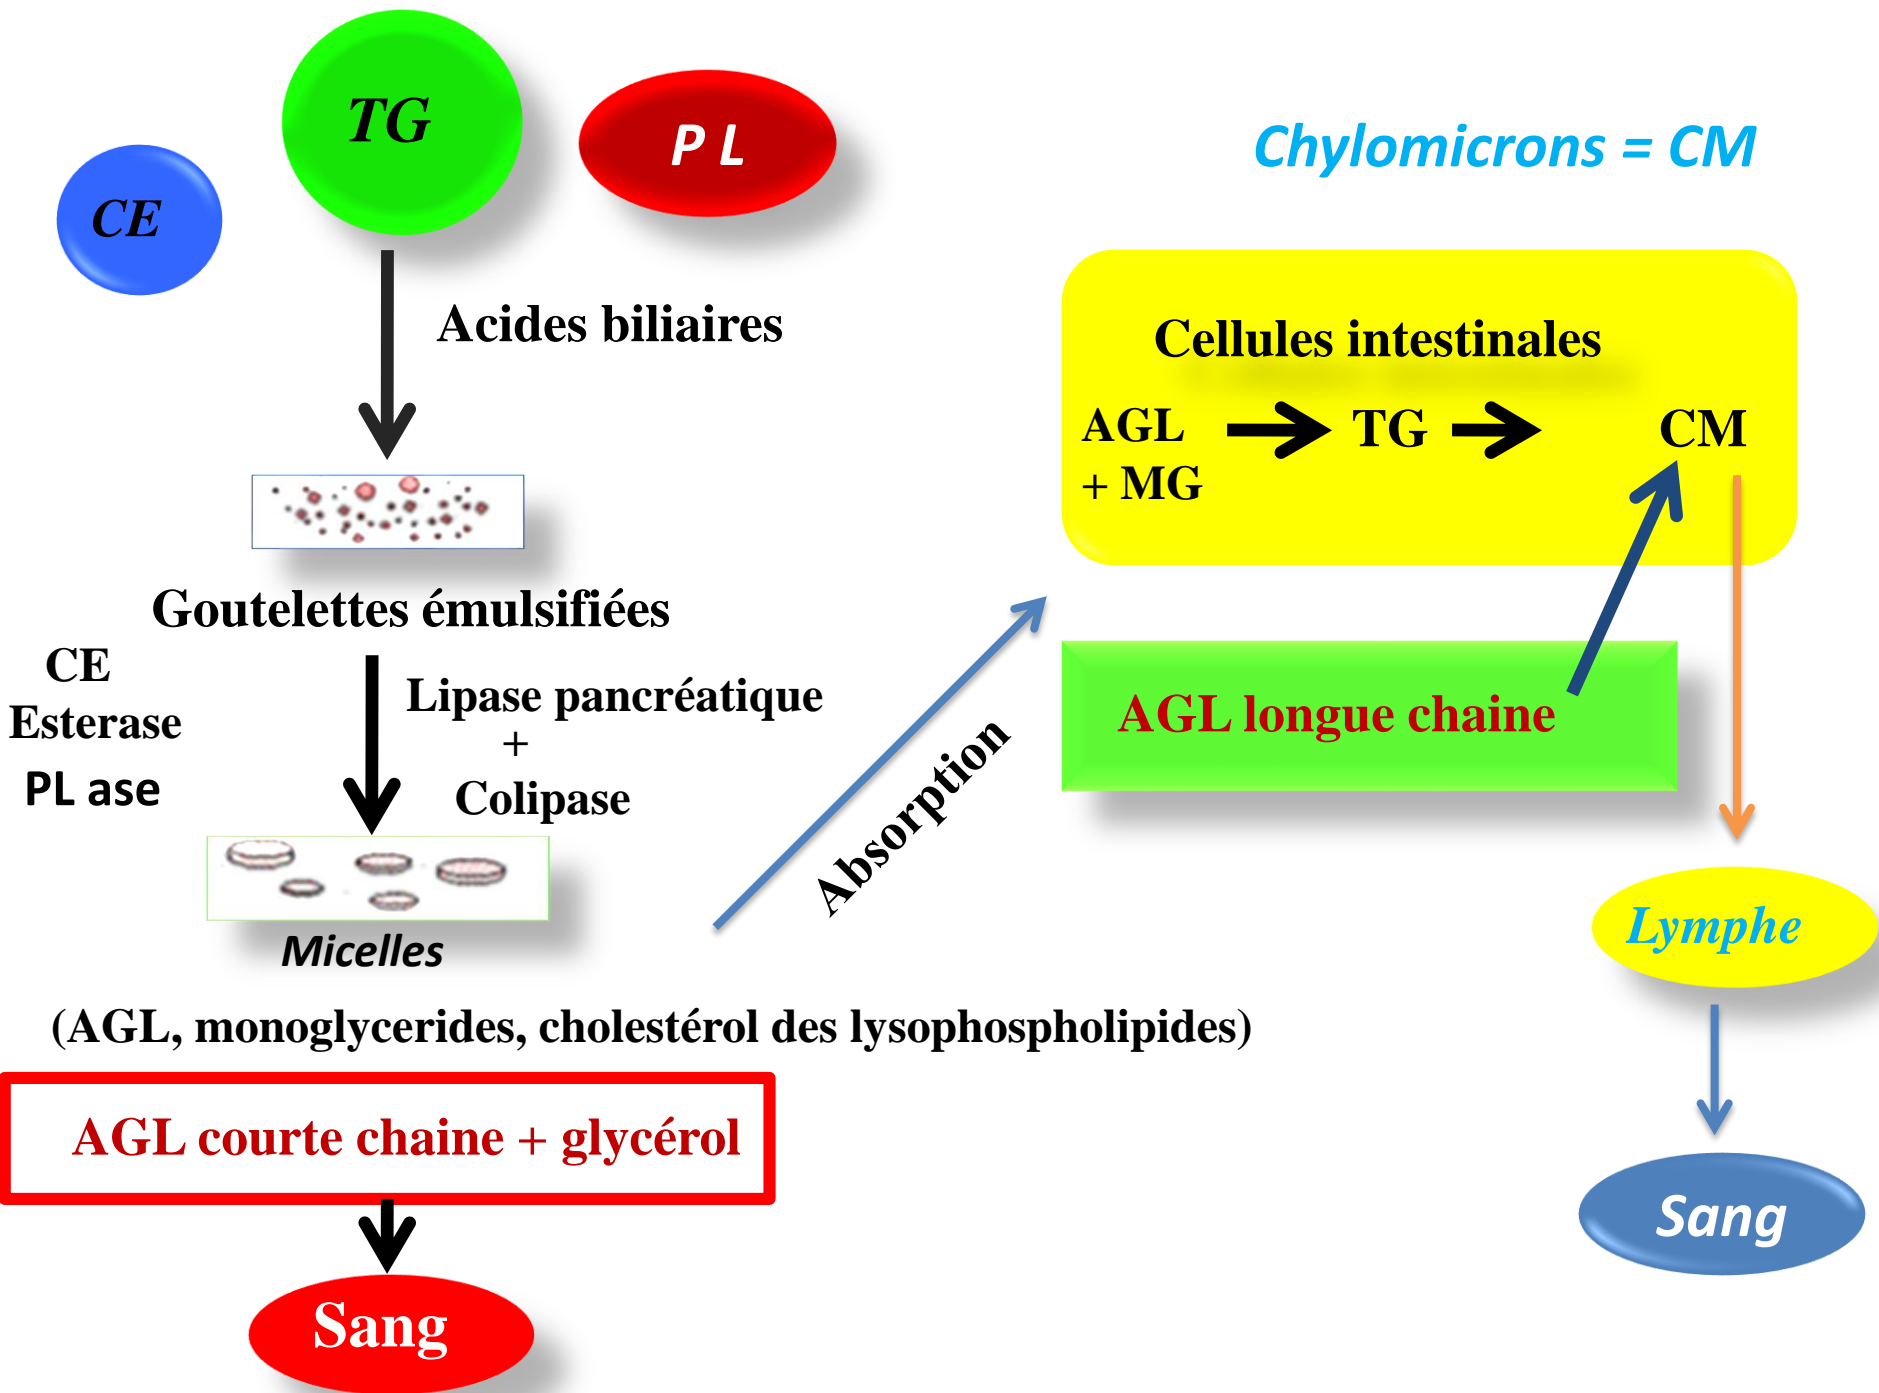 TG
P L
CE
Chylomicrons = CM
Acides biliaires
Cellules intestinales
AGL
+ MG
TG
CM
Goutelettes émulsifiées
CE
Esterase
PL ase
Lipase pancréatique
+
Colipase
Absorption
AGL longue chaine
Micelles
Lymphe
(AGL, monoglycerides, cholestérol des lysophospholipides)
AGL courte chaine + glycérol
Sang
Sang